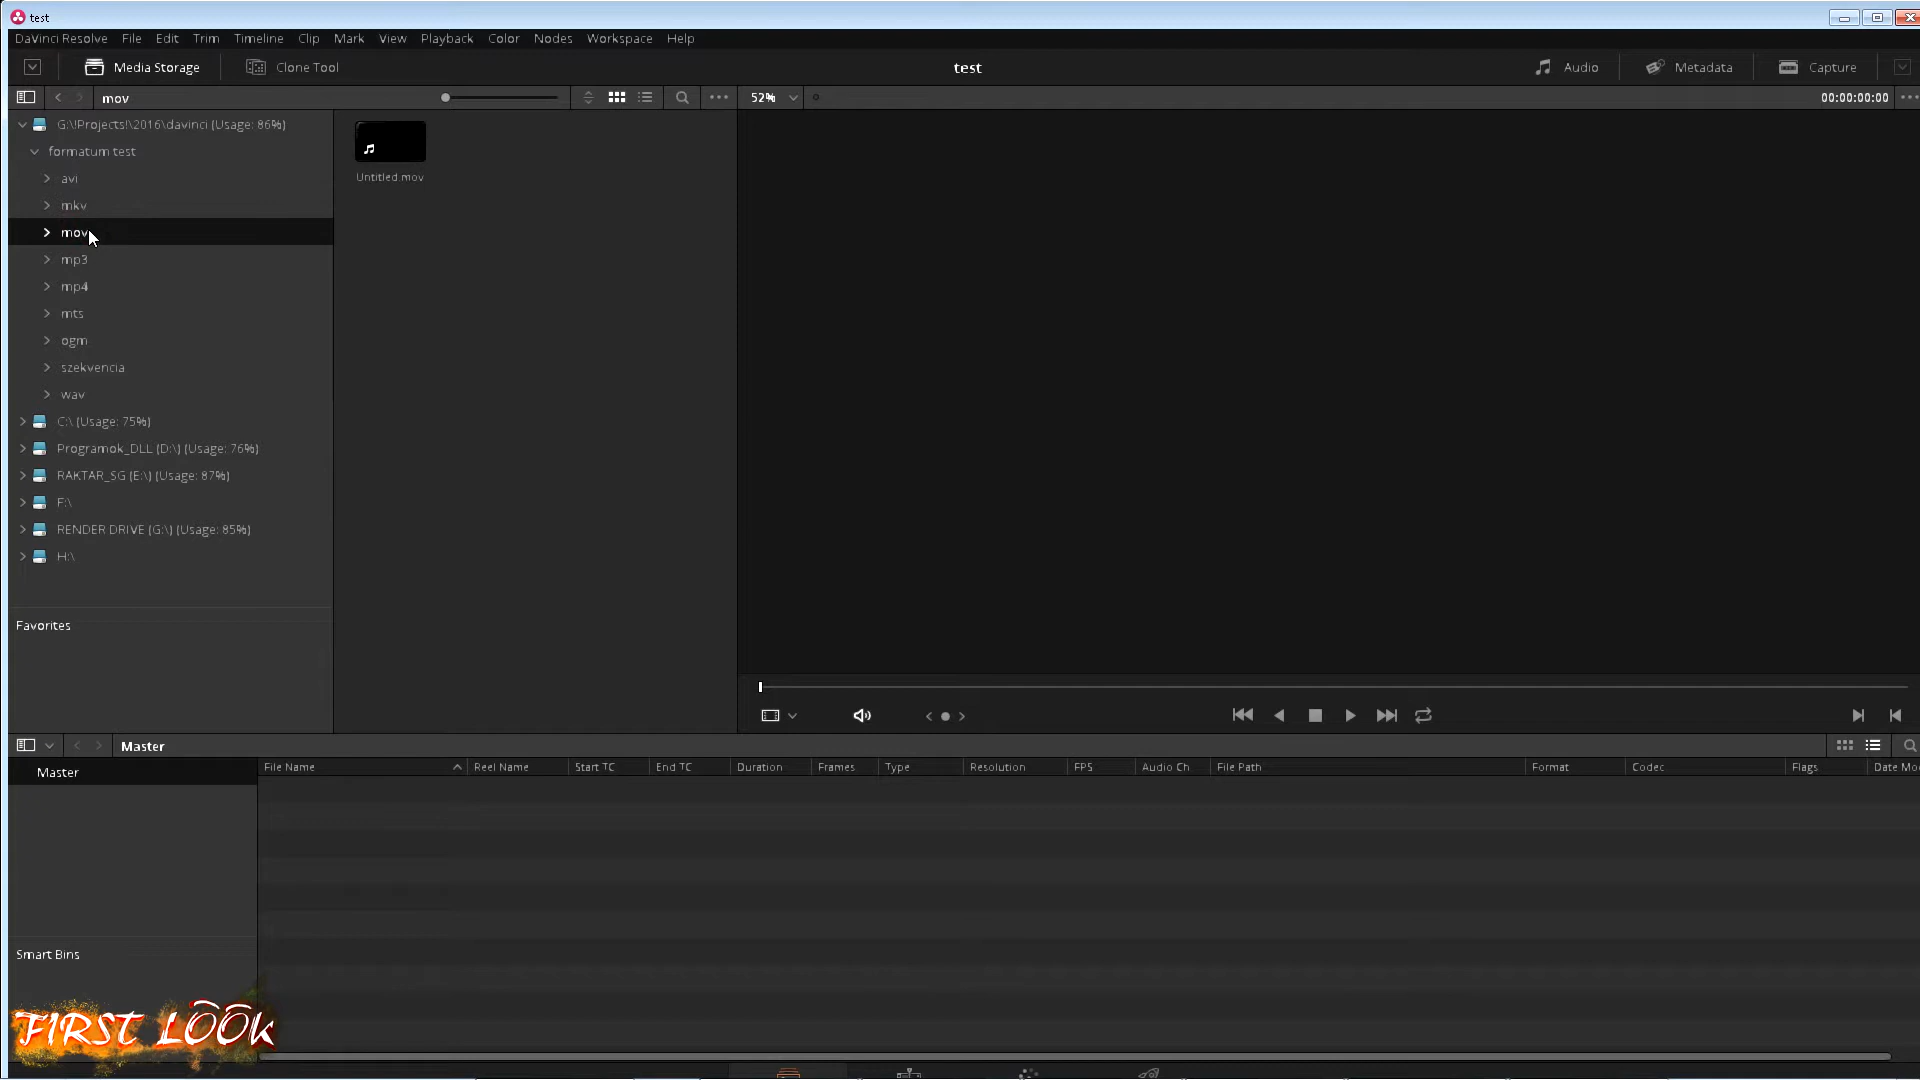 test
DaVinci Resolve File Edit Trim Timeline Clip Mark View Playback Color Nodes Workspace Help
Media Storage Clone Tool test Audio Metadata Capture
mov 52% 00:00:00:00
G:\!Projects!\2016\davinci (Usage: 86%)
formatum test
avi
mkv
mov
mp3
mp4
mts
ogm
szekvencia
wav
C:\ (Usage: 75%)
Programok_DLL (D:\) (Usage: 76%)
RAKTAR_SG (E:\) (Usage: 87%)
F:\
RENDER DRIVE (G:\) (Usage: 85%)
H:\
Untitled.mov
Favorites
Master
Master
File Name Reel Name Start TC End TC Duration Frames Type Resolution FPS Audio Ch File Path Format Codec Flags Date Mo
Smart Bins
FIRST LOOK